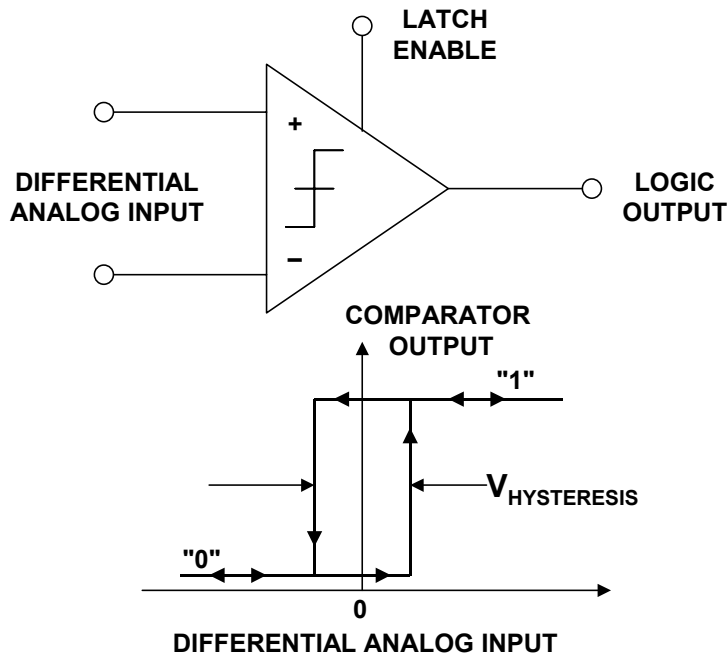 LATCH
ENABLE
+
DIFFERENTIAL
ANALOG INPUT
LOGIC
OUTPUT
–
COMPARATOR
OUTPUT
"1"
VHYSTERESIS
"0"
0
DIFFERENTIAL ANALOG INPUT